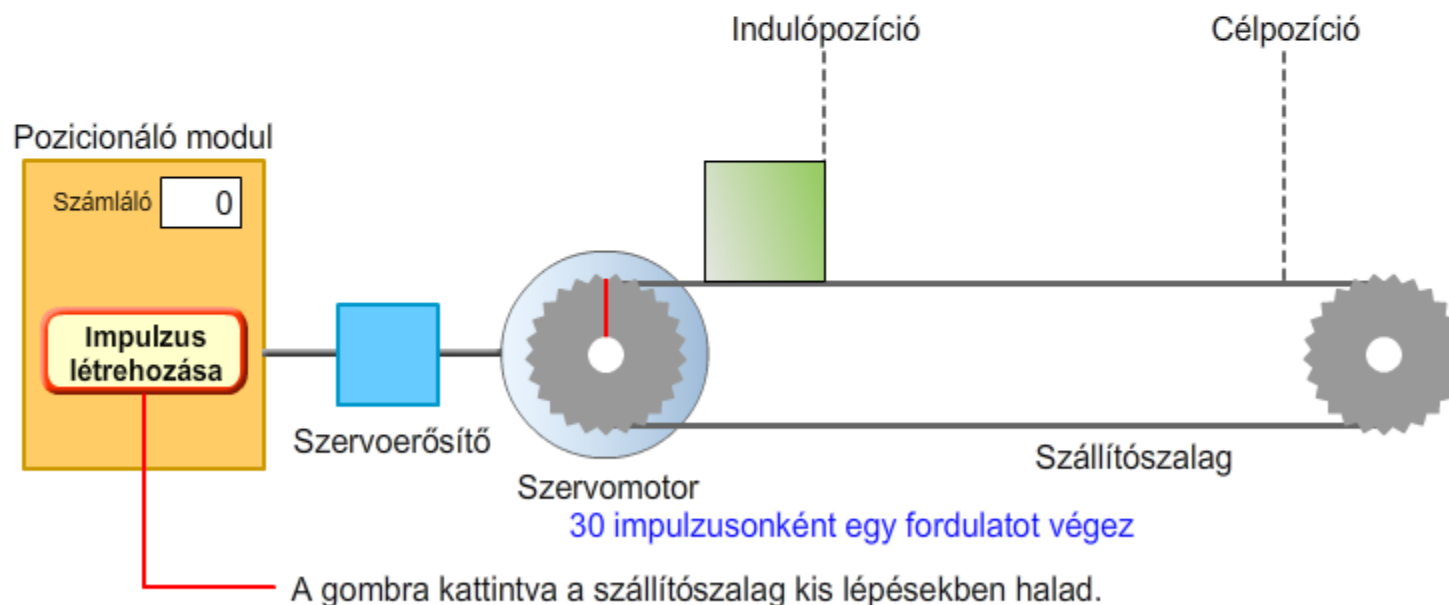 Indulópozíció
Célpozíció
Pozicionáló modul
Számláló 0
Impulzus
létrehozása
Szervoerősítő
Szállítószalag
Szervomotor
30 impulzusonként egy fordulatot végez
A gombra kattintva a szállítószalag kis lépésekben halad.